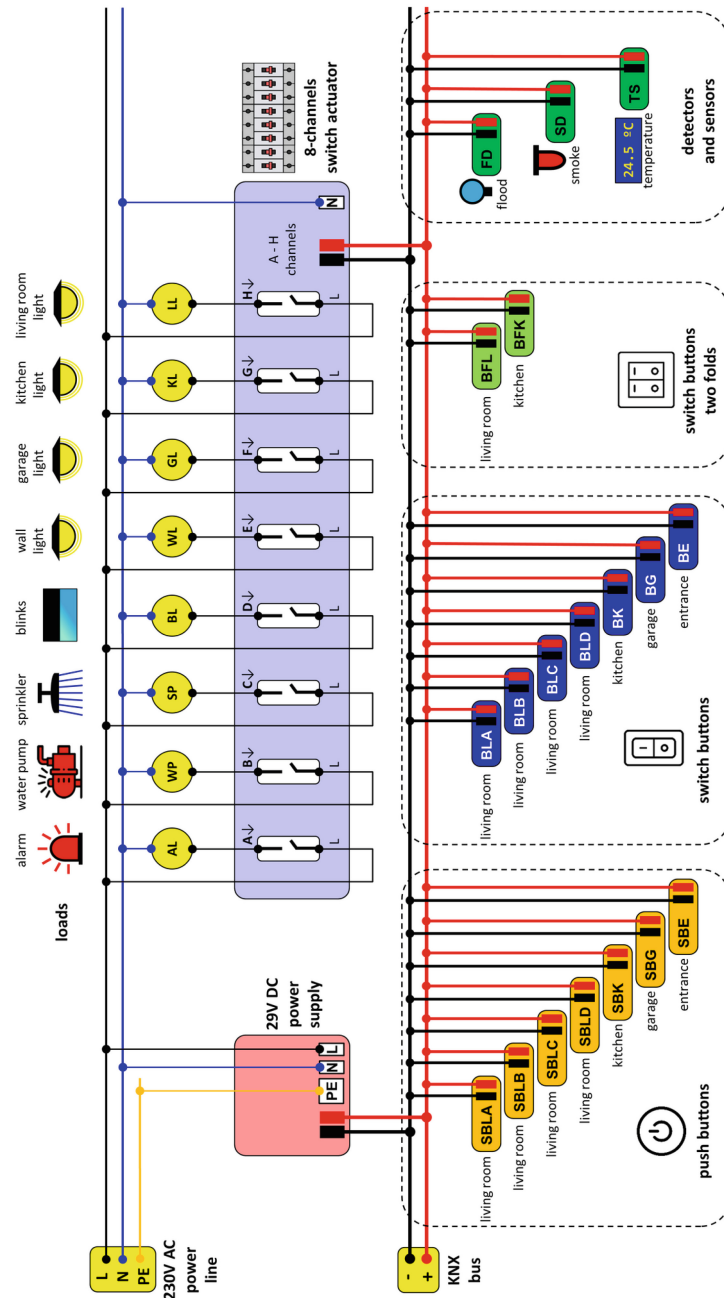 loads
alarm
water pump
sprinkler
blinks
wall
light
garage
light
kitchen
light
living room
light
L
N
PE
230V AC
power
line
AL
WP
SP
BL
WL
GL
KL
LL
29V DC
power
supply
PE
N
L
A
B
C
D
E
F
G
H
L
L
L
L
L
L
L
L
A - H
channels
N
8-channels
switch actuator
-
+
KNX
bus
SBLA
living room
SBLB
living room
SBLC
living room
SBLD
living room
SBK
kitchen
SBG
garage
SBE
entrance
push buttons
BLA
living room
BLB
living room
BLC
living room
BLD
living room
BK
kitchen
BG
garage
BE
entrance
switch buttons
BFL
living room
BFK
kitchen
switch buttons
two folds
FD
flood
SD
smoke
TS
24.5 ºC
temperature
detectors
and sensors